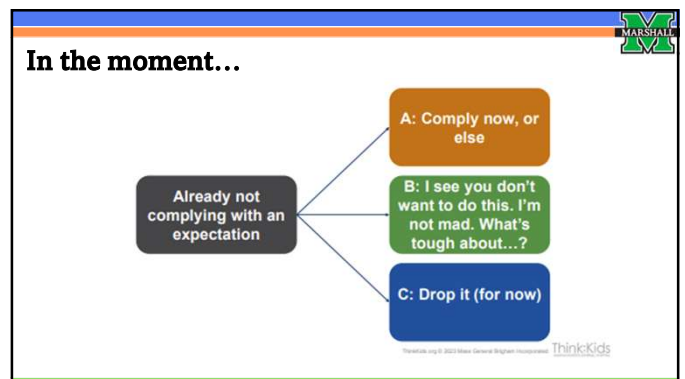 MARSHALL
In the moment...
A: Comply now, or
else
Already not
complying with an
expectation
B: I see you don't
want to do this. I'm
not mad. What's
tough about...?
C: Drop it (for now)
Think:Kids